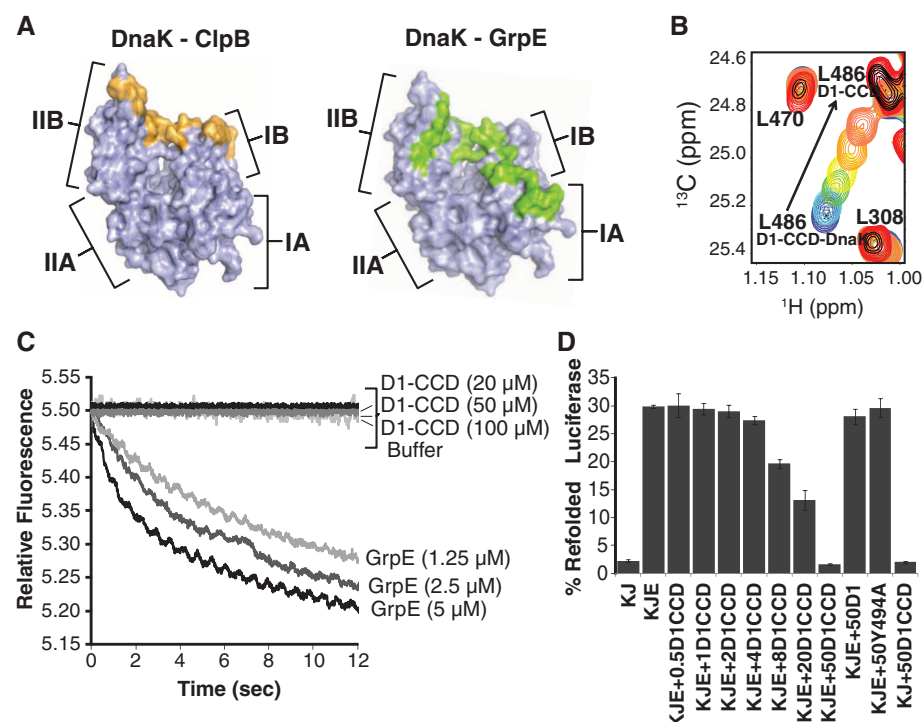 A
DnaK - ClpB
DnaK - GrpE
IIB
IB
IIA
IA
IIB
IB
IIA
IA
B
24.6
24.8
25.0
25.2
25.4
13C (ppm)
L486
D1-CCD
L470
L486
D1-CCD-DnaK
L308
1.15 1.10 1.05 1.00
1H (ppm)
C
5.55
5.50
5.45
5.40
5.35
5.30
5.25
5.20
5.15
Relative Fluorescence
D1-CCD (20 µM)
D1-CCD (50 µM)
D1-CCD (100 µM)
Buffer
GrpE (1.25 µM)
GrpE (2.5 µM)
GrpE (5 µM)
0 2 4 6 8 10 12
Time (sec)
D
% Refolded Luciferase
35
30
25
20
15
10
5
0
KJ
KJE
KJE+0.5D1CCD
KJE+1D1CCD
KJE+2D1CCD
KJE+4D1CCD
KJE+8D1CCD
KJE+20D1CCD
KJE+50D1CCD
KJE+50D1
KJE+50Y494A
KJ+50D1CCD